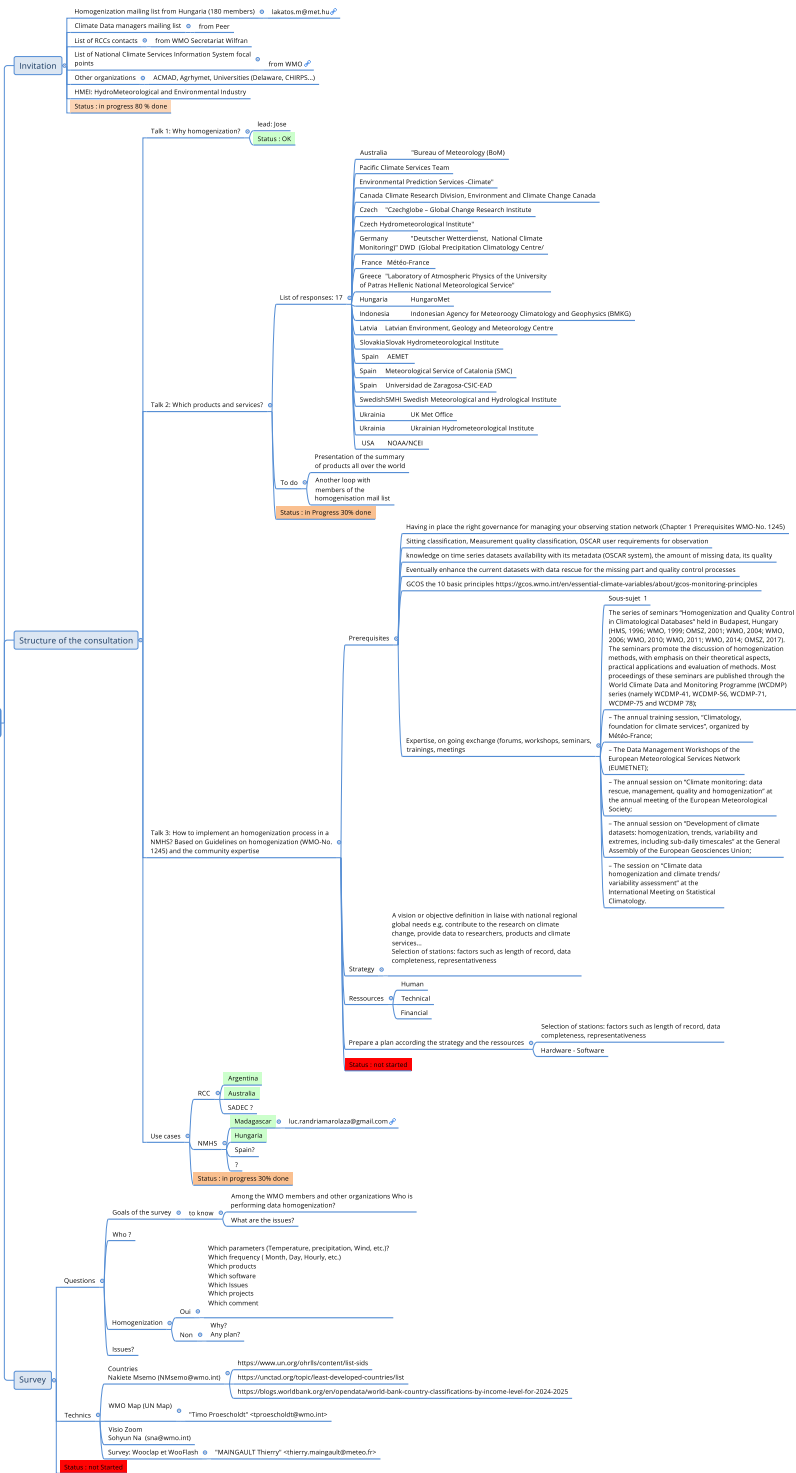 Invitation
Homogenization mailing list from Hungary (180 members)
lakatos.m@met.hu
Climate Data managers mailing list
from Peer
List of RCCs contacts
from WMO Secretariat Wilfran
List of National Climate Services Information System focal
points
from WMO
Other organizations
ACMAD, Agrhymet, Universities (Delaware, CHIRPS...)
HMEI: HydroMeteorological and Environmental Industry
Status : in progress 80 % done
Structure of the consultation
Talk 1: Why homogenization?
lead: Jose
Status : OK
Talk 2: Which products and services?
List of responses: 17
Australia "Bureau of Meteorology (BoM)
Pacific Climate Services Team
Environmental Prediction Services -Climate"
Canada Climate Research Division, Environment and Climate Change Canada
Czech "Czechglobe – Global Change Research Institute
Czech Hydrometeorological Institute"
Germany "Deutscher Wetterdienst, National Climate
Monitoring)" DWD (Global Precipitation Climatology Centre/
France Météo-France
Greece "Laboratory of Atmospheric Physics of the University
of Patras Hellenic National Meteorological Service"
Hungaria HungaroMet
Indonesia Indonesian Agency for Meteoroogy Climatology and Geophysics (BMKG)
Latvia Latvian Environment, Geology and Meteorology Centre
SlovakiaSlovak Hydrometeorological Institute
Spain AEMET
Spain Meteorological Service of Catalonia (SMC)
Spain Universidad de Zaragosa-CSIC-EAD
SwedishSMHI Swedish Meteorological and Hydrological Institute
Ukrainia UK Met Office
Ukrainia Ukrainian Hydrometeorological Institute
USA NOAA/NCEI
To do
Presentation of the summary
of products all over the world
Another loop with
members of the
homogenisation mail list
Status : in Progress 30% done
Talk 3: How to implement an homogenization process in a
NMHS? Based on Guidelines on homogenization (WMO-No.
1245) and the community expertise
Prerequisites
Having in place the right governance for managing your observing station network (Chapter 1 Prerequisites WMO-No. 1245)
Sitting classification, Measurement quality classification, OSCAR user requirements for observation
knowledge on time series datasets availability with its metadata (OSCAR system), the amount of missing data, its quality
Eventually enhance the current datasets with data rescue for the missing part and quality control processes
GCOS the 10 basic principles https://gcos.wmo.int/en/essential-climate-variables/about/gcos-monitoring-principles
Expertise, on going exchange (forums, workshops, seminars,
trainings, meetings
Sous-sujet 1
The series of seminars “Homogenization and Quality Control
in Climatological Databases” held in Budapest, Hungary
(HMS, 1996; WMO, 1999; OMSZ, 2001; WMO, 2004; WMO,
2006; WMO, 2010; WMO, 2011; WMO, 2014; OMSZ, 2017).
The seminars promote the discussion of homogenization
methods, with emphasis on their theoretical aspects,
practical applications and evaluation of methods. Most
proceedings of these seminars are published through the
World Climate Data and Monitoring Programme (WCDMP)
series (namely WCDMP-41, WCDMP-56, WCDMP-71,
WCDMP-75 and WCDMP 78);
– The annual training session, “Climatology,
foundation for climate services”, organized by
Météo-France;
– The Data Management Workshops of the
European Meteorological Services Network
(EUMETNET);
– The annual session on “Climate monitoring: data
rescue, management, quality and homogenization” at
the annual meeting of the European Meteorological
Society;
– The annual session on “Development of climate
datasets: homogenization, trends, variability and
extremes, including sub-daily timescales” at the General
Assembly of the European Geosciences Union;
– The session on “Climate data
homogenization and climate trends/
variability assessment” at the
International Meeting on Statistical
Climatology.
Strategy
A vision or objective definition in liaise with national regional
global needs e.g, contribute to the research on climate
change, provide data to researchers, products and climate
services...
Selection of stations: factors such as length of record, data
completeness, representativeness
Ressources
Human
Technical
Financial
Prepare a plan according the strategy and the ressources
Selection of stations: factors such as length of record, data
completeness, representativeness
Hardware - Software
Status : not started
Use cases
RCC
Argentina
Australia
SADEC ?
NMHS
Madagascar
luc.randriamarolaza@gmail.com
Hungaria
Spain?
?
Status : in progress 30% done
Survey
Questions
Goals of the survey
to know
Among the WMO members and other organizations Who is
performing data homogenization?
What are the issues?
Who ?
Homogenization
Oui
Which parameters (Temperature, precipitation, Wind, etc.)?
Which frequency ( Month, Day, Hourly, etc.)
Which products
Which software
Which Issues
Which projects
Which comment
Non
Why?
Any plan?
Issues?
Technics
Countries
Nakiete Msemo (NMsemo@wmo.int)
https://www.un.org/ohrlls/content/list-sids
https://unctad.org/topic/least-developed-countries/list
https://blogs.worldbank.org/en/opendata/world-bank-country-classifications-by-income-level-for-2024-2025
WMO Map (UN Map)
"Timo Proescholdt" <tproescholdt@wmo.int>
Visio Zoom
Sohyun Na (sna@wmo.int)
Survey: Wooclap et WooFlash
"MAINGAULT Thierry" <thierry.maingault@meteo.fr>
Status : not Started